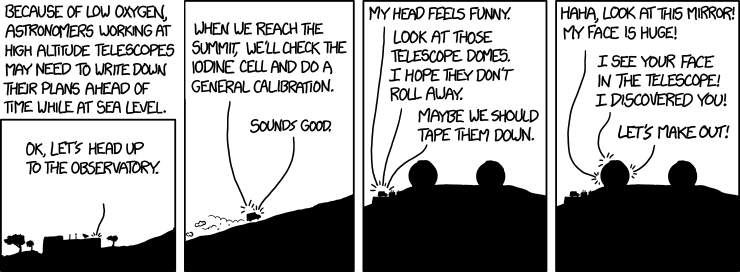 BECAUSE OF LOW OXYGEN,
ASTRONOMERS WORKING AT
HIGH ALTITUDE TELESCOPES
MAY NEED TO WRITE DOWN
THEIR PLANS AHEAD OF
TIME WHILE AT SEA LEVEL.
OK, LET'S HEAD UP
TO THE OBSERVATORY.
WHEN WE REACH THE
SUMMIT, WE'LL CHECK THE
IODINE CELL AND DO A
GENERAL CALIBRATION.
SOUNDS GOOD.
MY HEAD FEELS FUNNY.
LOOK AT THOSE
TELESCOPE DOMES.
I HOPE THEY DON'T
ROLL AWAY.
MAYBE WE SHOULD
TAPE THEM DOWN.
HAHA, LOOK AT THIS MIRROR!
MY FACE IS HUGE!
I SEE YOUR FACE
IN THE TELESCOPE!
I DISCOVERED YOU!
LET'S MAKE OUT!